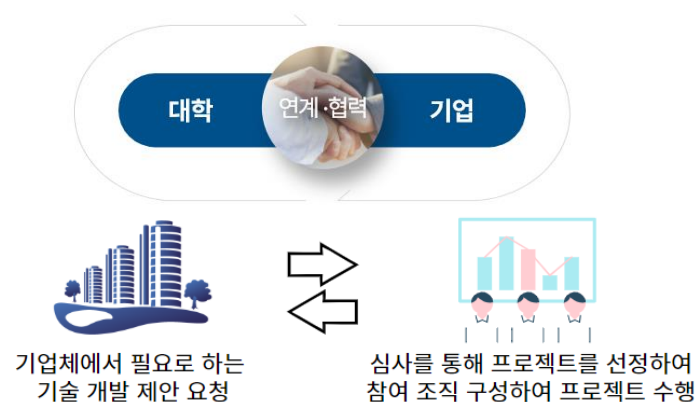 대학
연계·협력
기업
기업체에서 필요로 하는
기술 개발 제안 요청
심사를 통해 프로젝트를 선정하여
참여 조직 구성하여 프로젝트 수행